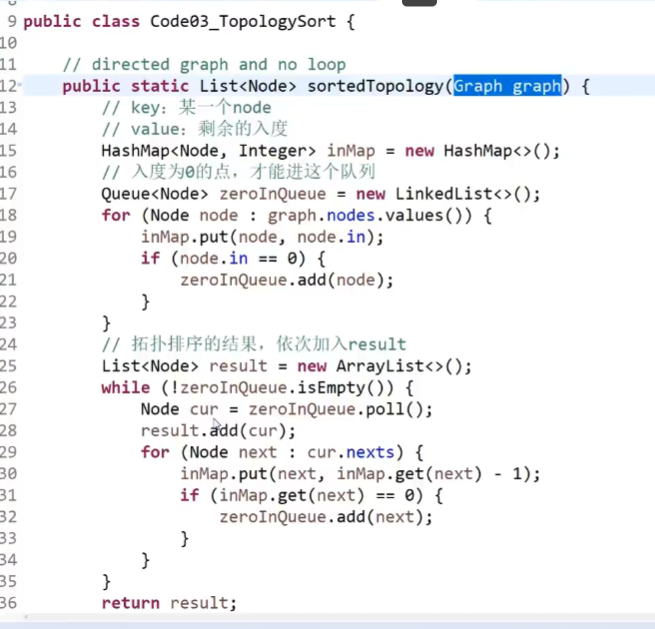 9 public class Code03_TopologySort {
10
11 // directed graph and no loop
12 public static List<Node> sortedTopology(Graph graph) {
13 // key: 某一个node
14 // value: 剩余的入度
15 HashMap<Node, Integer> inMap = new HashMap<>();
16 // 入度为0的点，才能进这个队列
17 Queue<Node> zeroInQueue = new LinkedList<>();
18 for (Node node : graph.nodes.values()) {
19 inMap.put(node, node.in);
20 if (node.in == 0) {
21 zeroInQueue.add(node);
22 }
23 }
24 // 拓扑排序的结果，依次加入result
25 List<Node> result = new ArrayList<>();
26 while (!zeroInQueue.isEmpty()) {
27 Node cur = zeroInQueue.poll();
28 result.add(cur);
29 for (Node next : cur.nexts) {
30 inMap.put(next, inMap.get(next) - 1);
31 if (inMap.get(next) == 0) {
32 zeroInQueue.add(next);
33 }
34 }
35 }
36 return result;